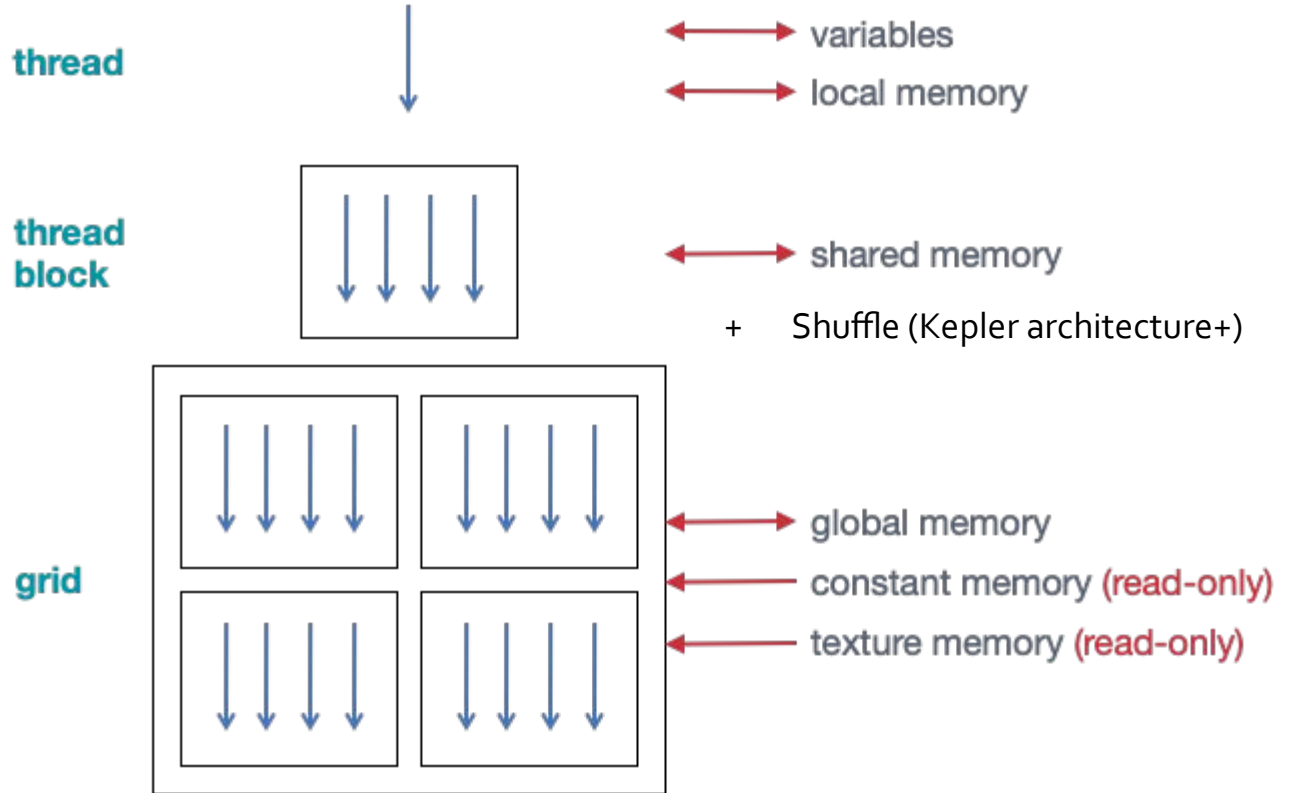 thread
variables
local memory
thread
block
shared memory
+ Shuffle (Kepler architecture+)
grid
global memory
constant memory (read-only)
texture memory (read-only)